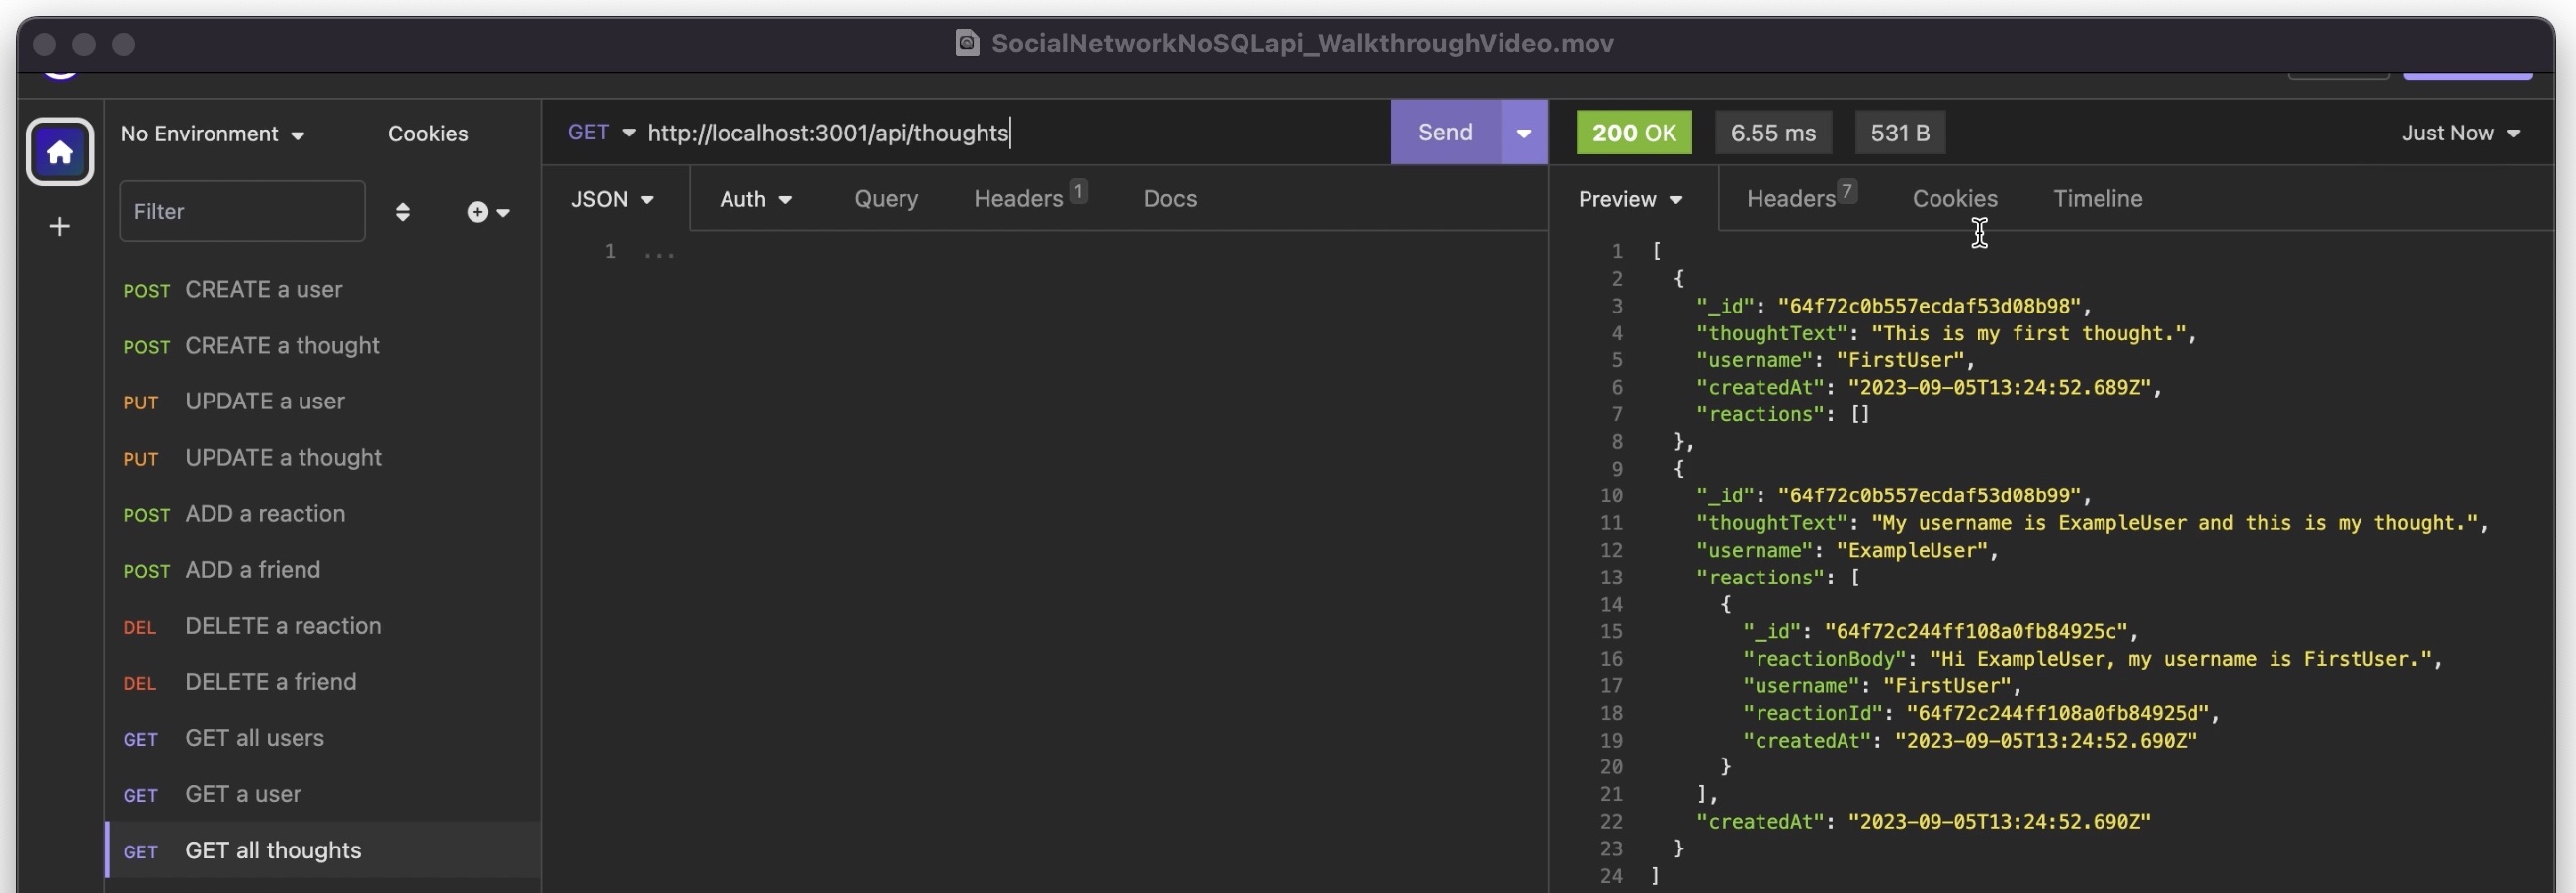 SocialNetworkNoSQLapi_WalkthroughVideo.mov
No Environment
Cookies
Filter
POST CREATE a user
POST CREATE a thought
PUT UPDATE a user
PUT UPDATE a thought
POST ADD a reaction
POST ADD a friend
DEL DELETE a reaction
DEL DELETE a friend
GET GET all users
GET GET a user
GET GET all thoughts
GET http://localhost:3001/api/thoughts
Send
JSON Auth Query Headers 1 Docs
1 ...
200 OK 6.55 ms 531 B Just Now
Preview Headers 7 Cookies Timeline
1 [
2 {
3 "_id": "64f72c0b557ecdaf53d08b98",
4 "thoughtText": "This is my first thought.",
5 "username": "FirstUser",
6 "createdAt": "2023-09-05T13:24:52.689Z",
7 "reactions": []
8 },
9 {
10 "_id": "64f72c0b557ecdaf53d08b99",
11 "thoughtText": "My username is ExampleUser and this is my thought.",
12 "username": "ExampleUser",
13 "reactions": [
14 {
15 "_id": "64f72c244ff108a0fb84925c",
16 "reactionBody": "Hi ExampleUser, my username is FirstUser.",
17 "username": "FirstUser",
18 "reactionId": "64f72c244ff108a0fb84925d",
19 "createdAt": "2023-09-05T13:24:52.690Z"
20 }
21 ],
22 "createdAt": "2023-09-05T13:24:52.690Z"
23 }
24 ]